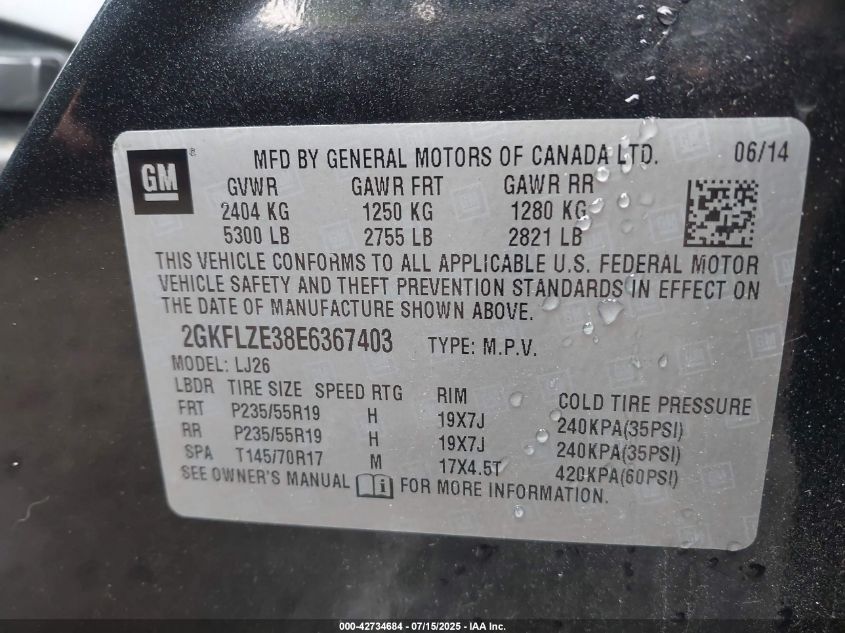 GM ® MFD BY GENERAL MOTORS OF CANADA LTD. 06/14
GVWR GAWR FRT GAWR RR
2404 KG 1250 KG 1280 KG
5300 LB 2755 LB 2821 LB
THIS VEHICLE CONFORMS TO ALL APPLICABLE U.S. FEDERAL MOTOR
VEHICLE SAFETY AND THEFT PREVENTION STANDARDS IN EFFECT ON
THE DATE OF MANUFACTURE SHOWN ABOVE.
2GKFLZE38E6367403 TYPE: M.P.V.
MODEL: LJ26
LBDR TIRE SIZE SPEED RTG RIM COLD TIRE PRESSURE
FRT P235/55R19 H 19X7J 240KPA(35PSI)
RR P235/55R19 H 19X7J 240KPA(35PSI)
SPA T145/70R17 M 17X4.5T 420KPA(60PSI)
SEE OWNER'S MANUAL i FOR MORE INFORMATION.
000-42734684 - 07/15/2025 - IAA Inc.